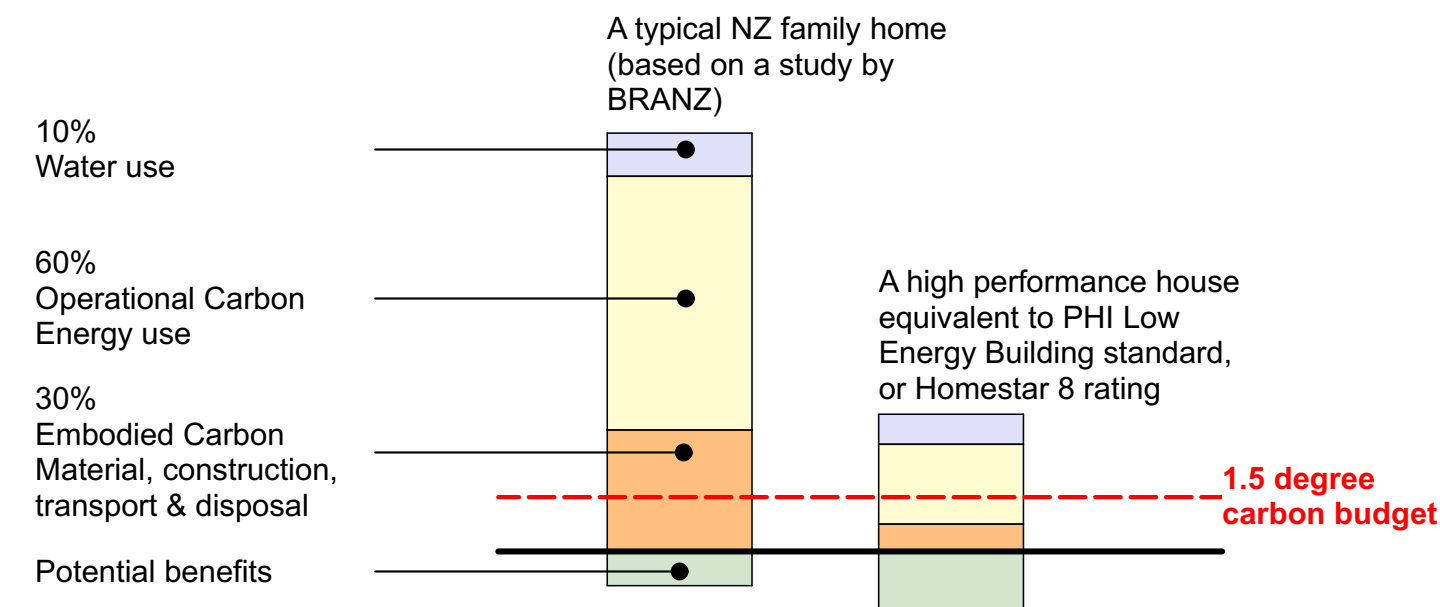 A typical NZ family home
(based on a study by
BRANZ)
10%
Water use
60%
Operational Carbon
Energy use
A high performance house
equivalent to PHI Low
Energy Building standard,
or Homestar 8 rating
30%
Embodied Carbon
Material, construction,
transport & disposal
1.5 degree
carbon budget
Potential benefits